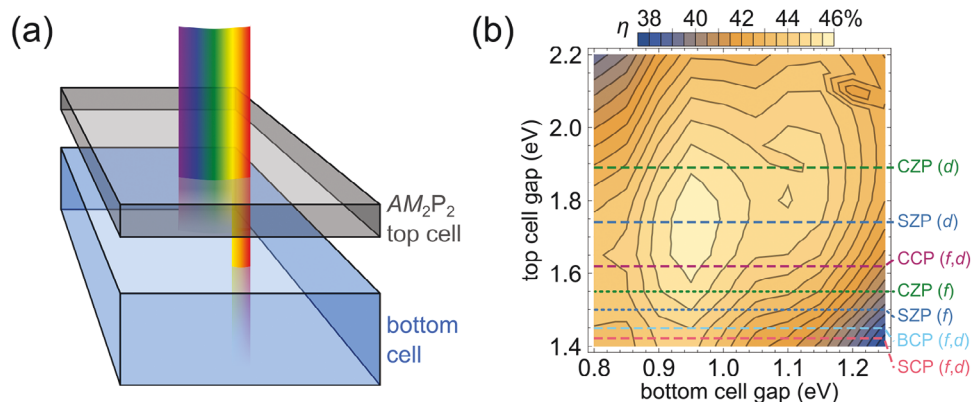 (a)
AM₂P₂
top cell
bottom
cell
(b)
η
38 40 42 44 46%
top cell gap (eV)
2.2
2.0
1.8
1.6
1.4
0.8 0.9 1.0 1.1 1.2
bottom cell gap (eV)
CZP (d)
SZP (d)
CCP (f,d)
CZP (f)
SZP (f)
BCP (f,d)
SCP (f,d)